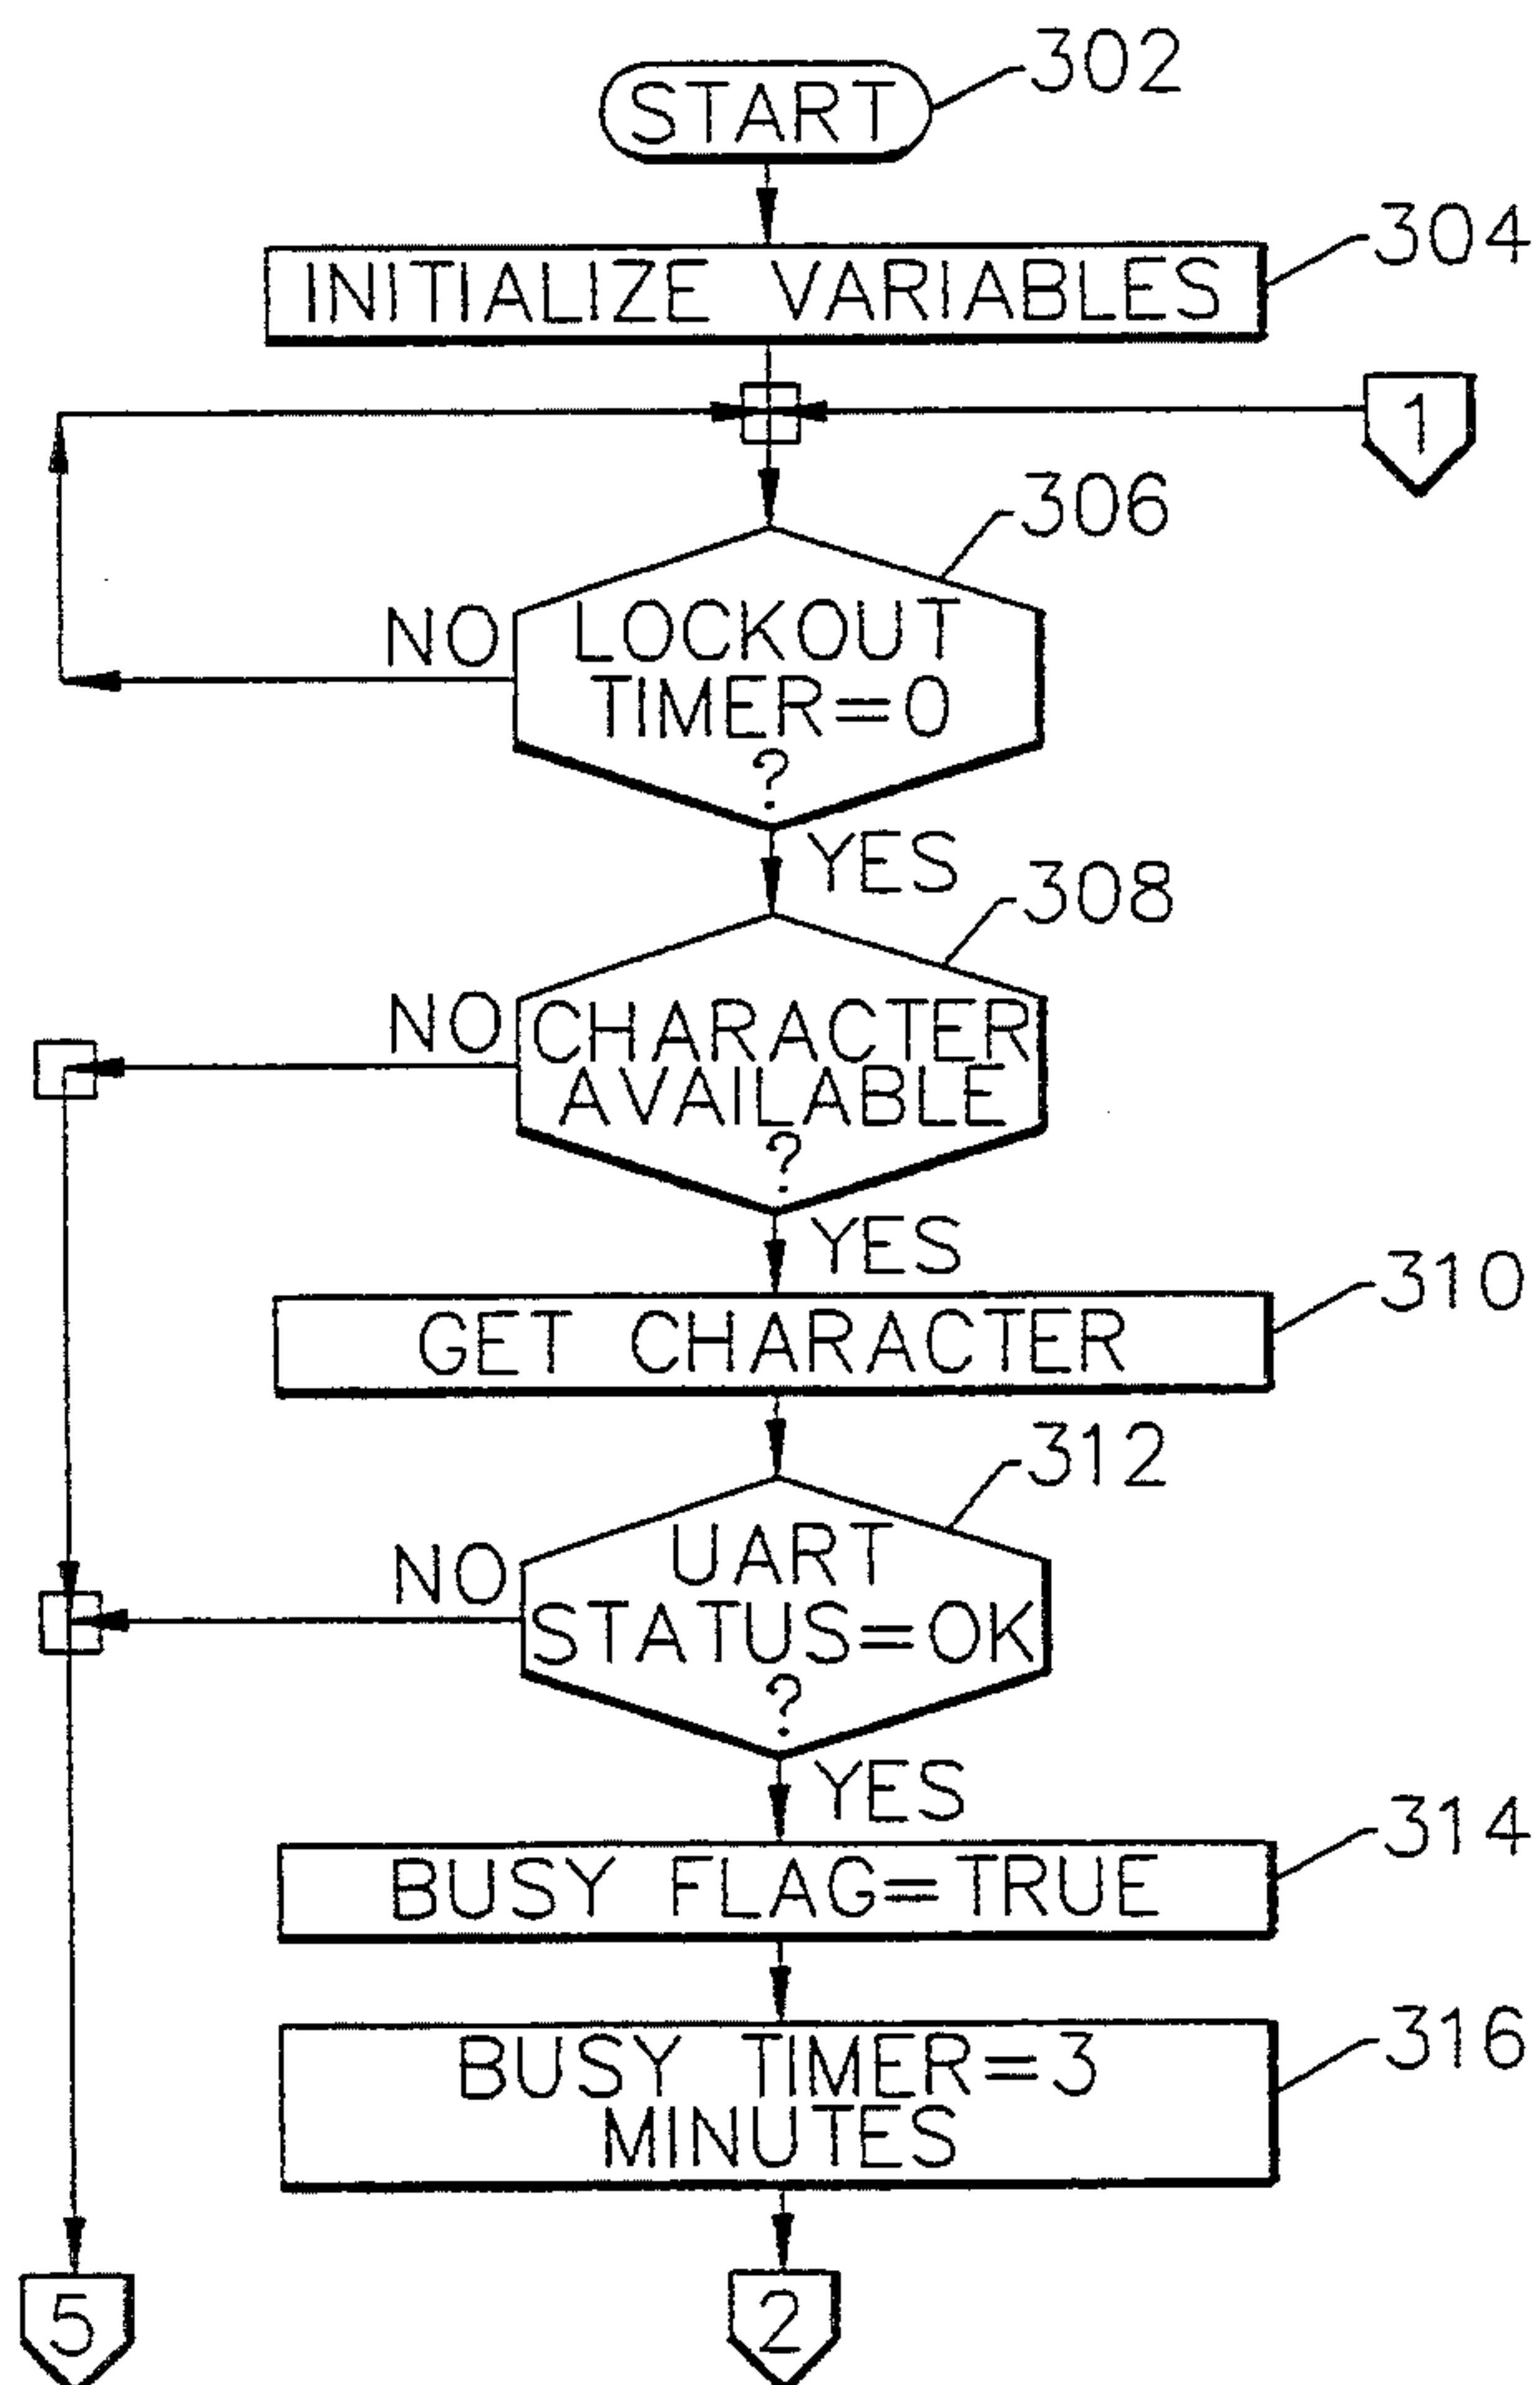 302
START
304
INITIALIZE VARIABLES
1
306
NO
LOCKOUT
TIMER=0
?
YES
308
NO
CHARACTER
AVAILABLE
?
YES
310
GET CHARACTER
312
NO
UART
STATUS=OK
?
YES
314
BUSY FLAG=TRUE
316
BUSY TIMER=3
MINUTES
5
2